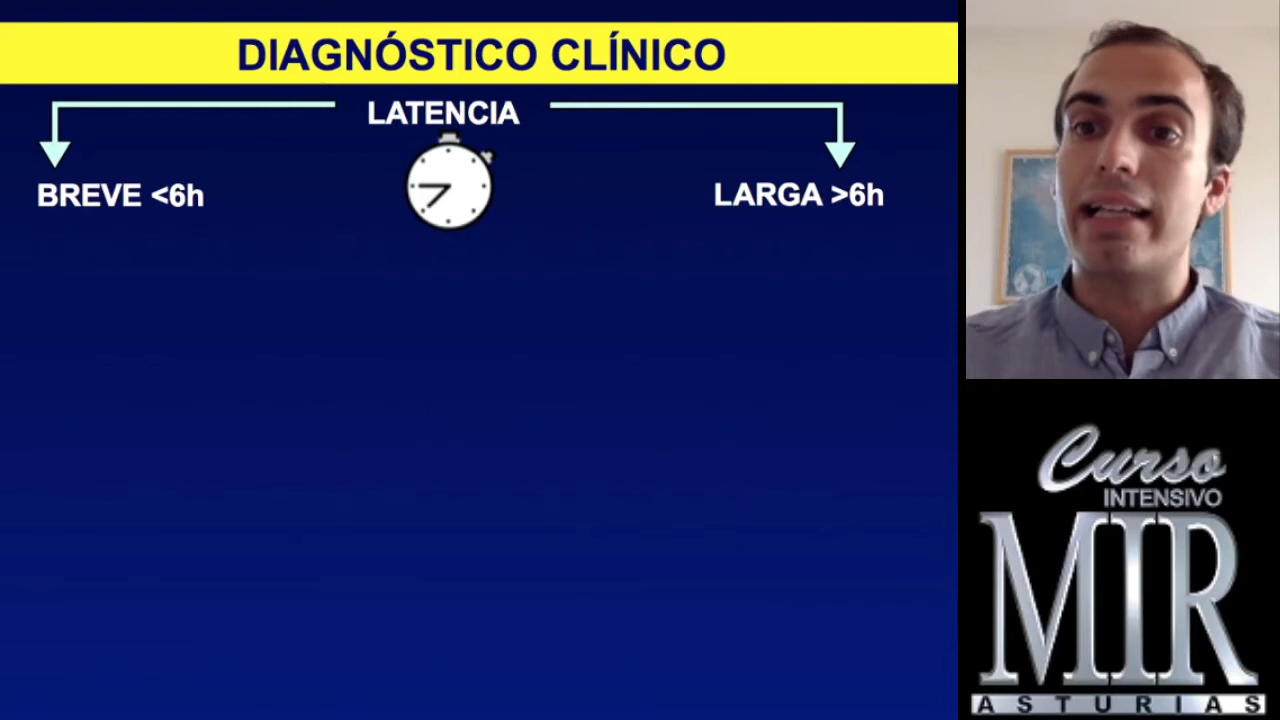 DIAGNÓSTICO CLÍNICO
LATENCIA
BREVE <6h
LARGA >6h
Curso
INTENSIVO
MIR
ASTURIAS